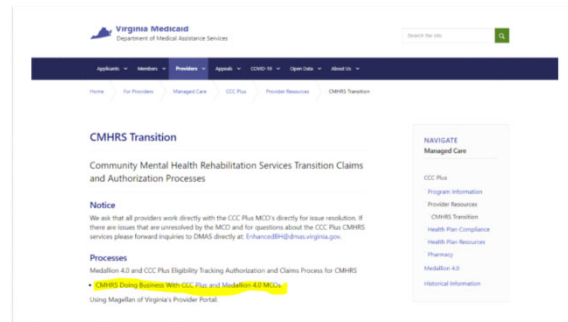 Virginia Medicaid
Department of Medical Assistance Services
Search the site
Applicants Members Providers Appeals COVID-19 Open Data About Us
Home For Providers Managed Care CCC Plus Provider Resources CMHRS Transition
CMHRS Transition
Community Mental Health Rehabilitation Services Transition Claims
and Authorization Processes
Notice
We ask that all providers work directly with the CCC Plus MCO's directly for issue resolution. If
there are issues that are unresolved by the MCO and for questions about the CCC Plus CMHRS
services please forward inquiries to DMAS directly at: EnhancedBH@dmas.virginia.gov.
Processes
Medallion 4.0 and CCC Plus Eligibility Tracking Authorization and Claims Process for CMHRS
• CMHRS Doing Business With CCC Plus and Medallion 4.0 MCOs
Using Magellan of Virginia's Provider Portal:
NAVIGATE
Managed Care
CCC Plus
Program Information
Provider Resources
CMHRS Transition
Health Plan Compliance
Health Plan Resources
Pharmacy
Medallion 4.0
Historical Information